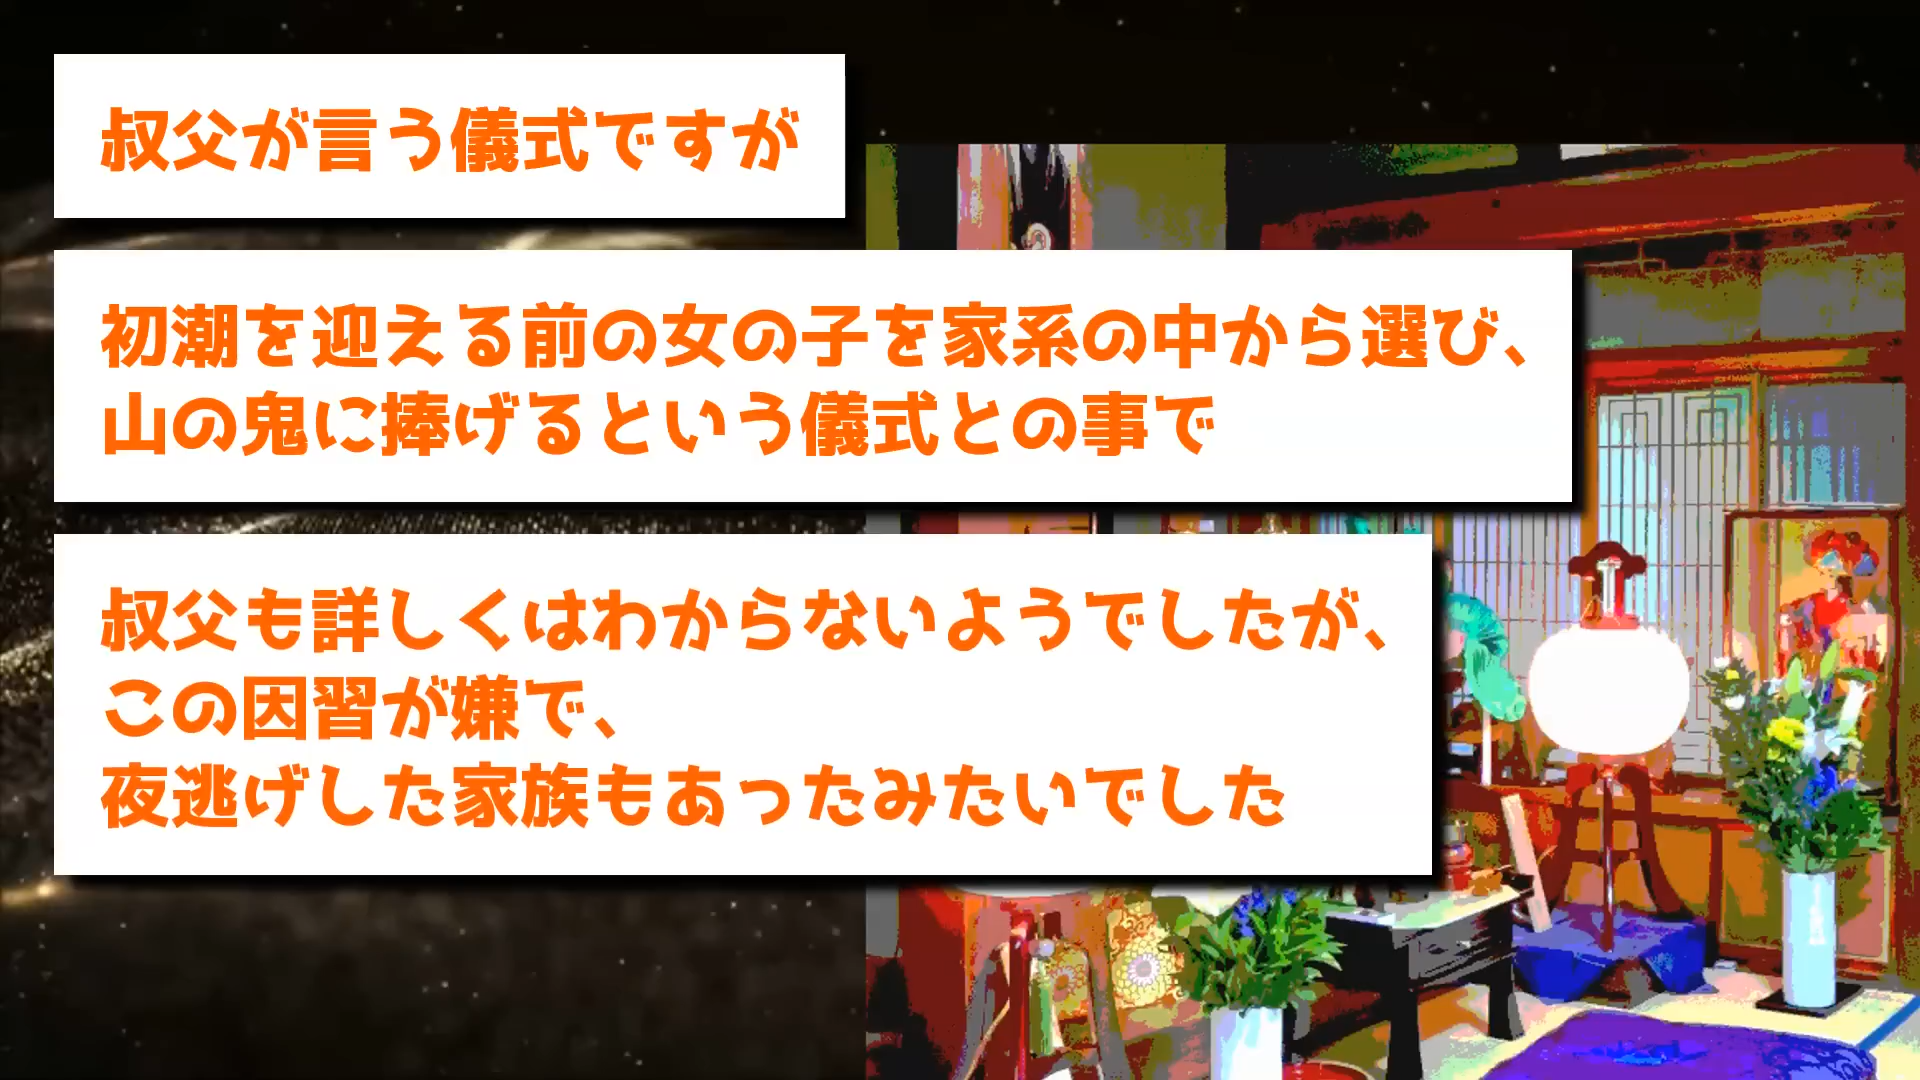 叔父が言う儀式ですが
初潮を迎える前の女の子を家系の中から選び、
山の鬼に捧げるという儀式との事で
叔父も詳しくはわからないようでしたが、
この因習が嫌で、
夜逃げした家族もあったみたいでした